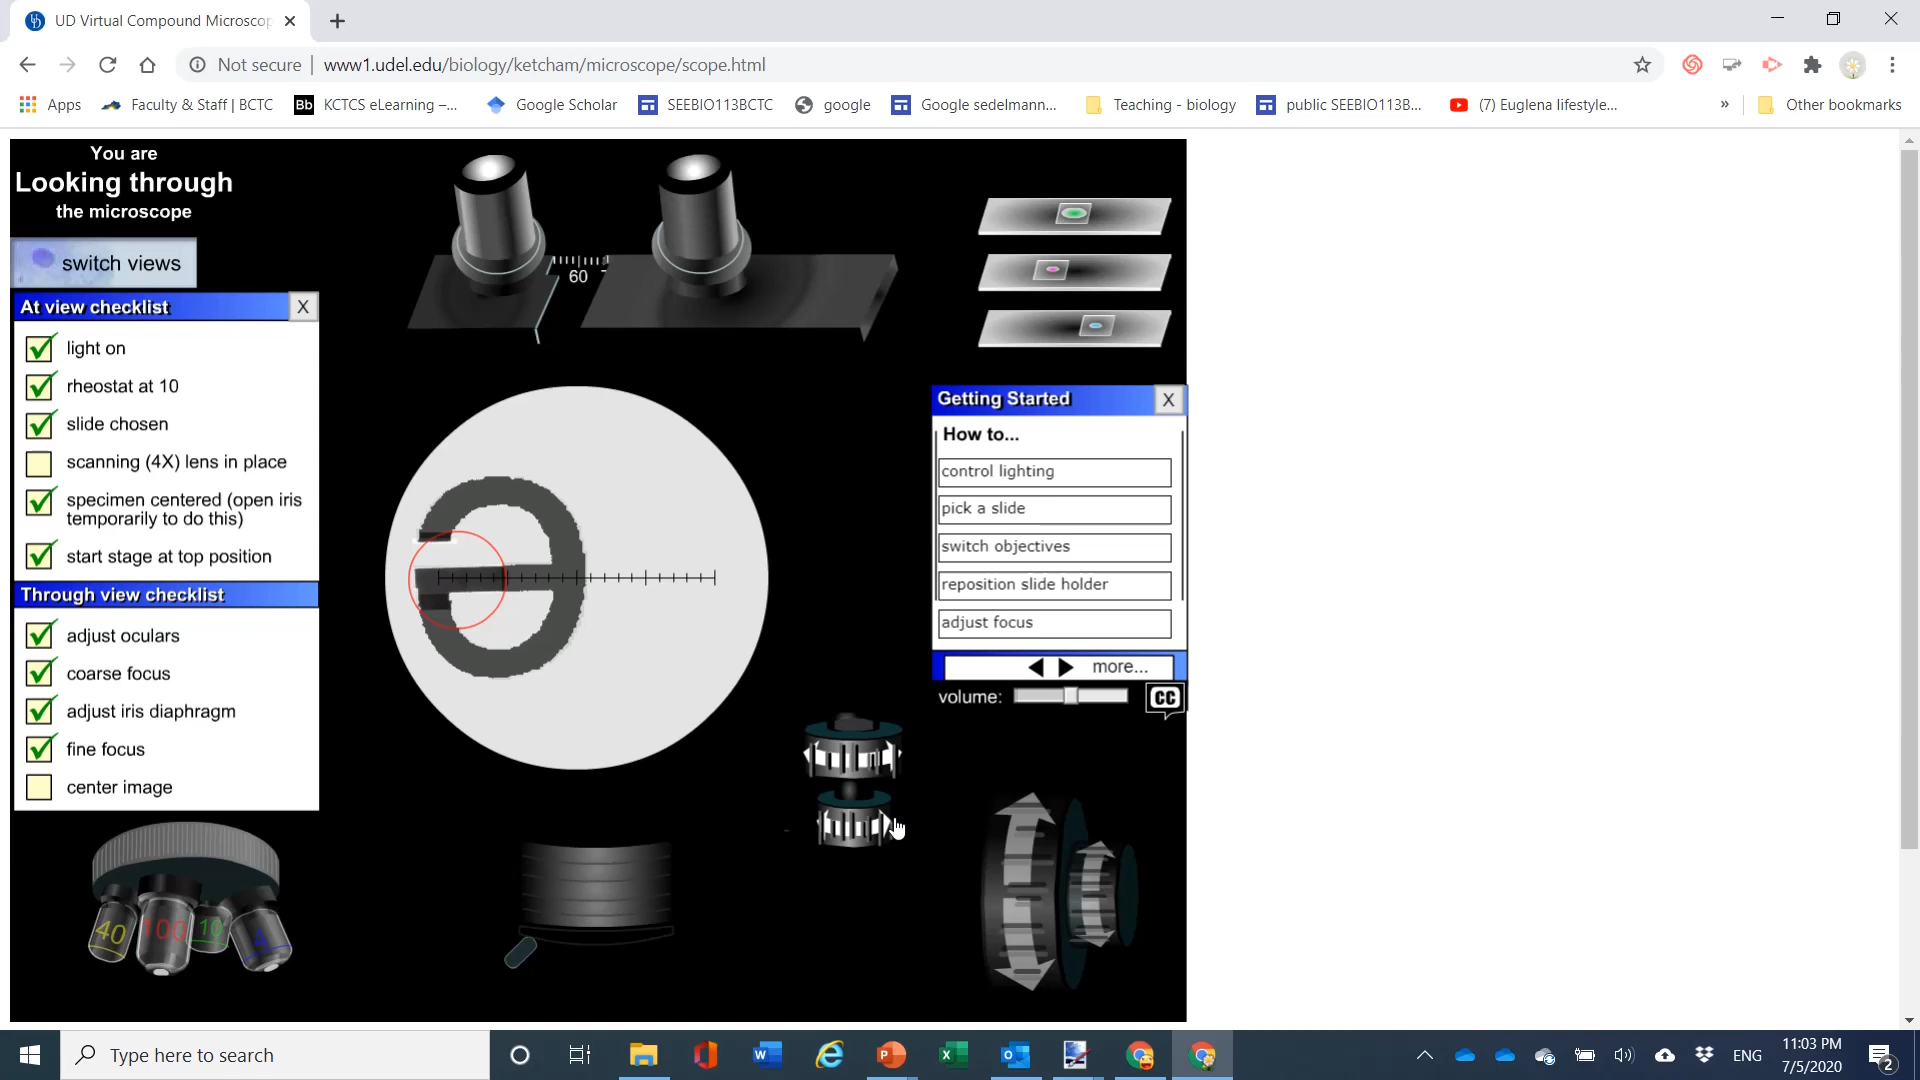 UD Virtual Compound Microscop
Not secure | www1.udel.edu/biology/ketcham/microscope/scope.html
Apps Faculty & Staff | BCTC Bb KCTCS eLearning –... Google Scholar SEEBIO113BCTC google Google sedelmann... Teaching - biology public SEEBIO113B... (7) Euglena lifestyle... » Other bookmarks
You are
Looking through
the microscope
switch views
60
At view checklist X
light on
rheostat at 10
slide chosen
scanning (4X) lens in place
specimen centered (open iris
temporarily to do this)
start stage at top position
Through view checklist
adjust oculars
coarse focus
adjust iris diaphragm
fine focus
center image
40 100 10 4
e
Getting Started X
How to...
control lighting
pick a slide
switch objectives
reposition slide holder
adjust focus
more...
volume: CC
Type here to search
ENG
11:03 PM
7/5/2020
2